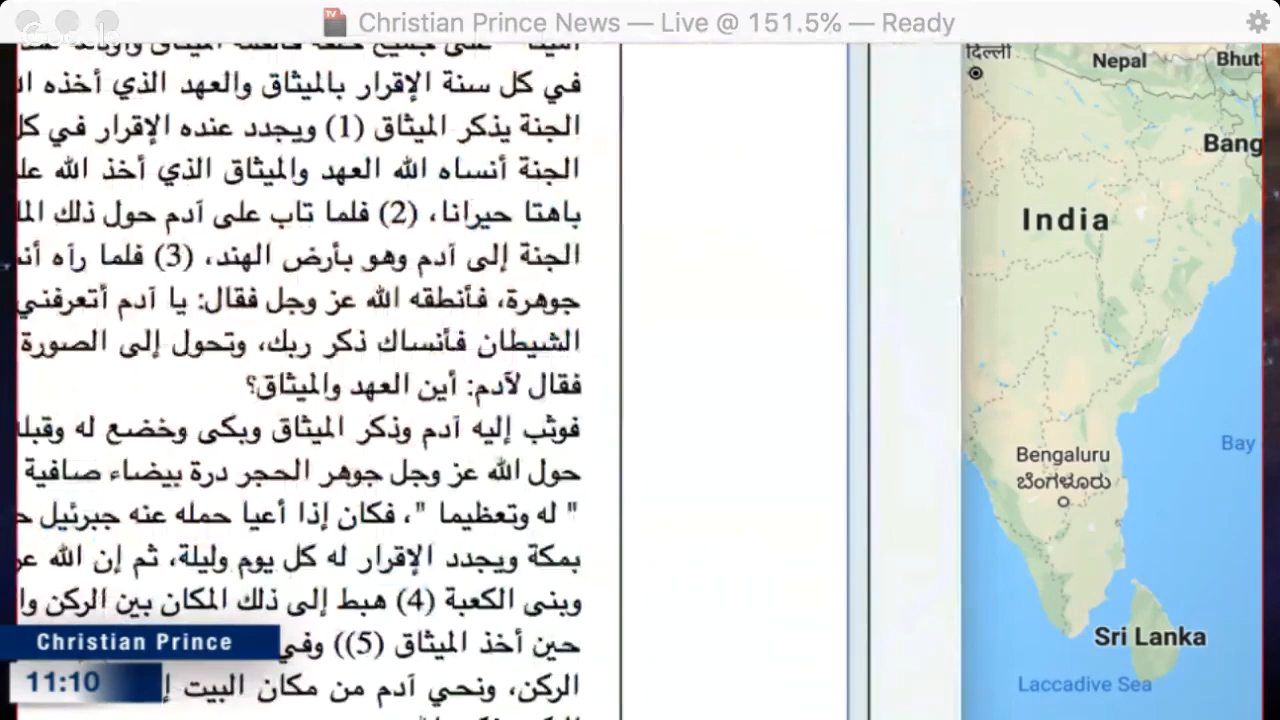 Christian Prince News — Live @ 151.5% — Ready
في كل سنة الإقرار بالميثاق والعهد الذي أخذه
الجنة يذكر الميثاق (1) ويجدد عنده الإقرار في
الجنة أنساه الله العهد والميثاق الذي أخذ الله
باهتا حيرانا، (2) فلما تاب على آدم حول ذلك
الجنة إلى آدم وهو بأرض الهند، (3) فلما رآه
جوهرة، فأنطقه الله عز وجل فقال: يا آدم أتعرفني
الشيطان فأنساك ذكر ربك، وتحول إلى الصورة
فقال لآدم: أين العهد والميثاق؟
فوثب إليه آدم وذكر الميثاق وبكى وخضع له
حول الله عز وجل جوهر الحجر درة بيضاء صافية
" له وتعظيما "، فكان إذا أعيا حمله عنه جبرئيل
بمكة ويجدد الإقرار له كل يوم وليلة، ثم إن الله
وبنى الكعبة (4) هبط إلى ذلك المكان بين الركن
حين أخذ الميثاق (5)) وفي
الركن، ونحي آدم من مكان البيت
Christian Prince
11:10
दिल्ली
Nepal
Bhut
Bang
India
Bay
Bengaluru
ಬೆಂಗಳೂರು
Sri Lanka
Laccadive Sea